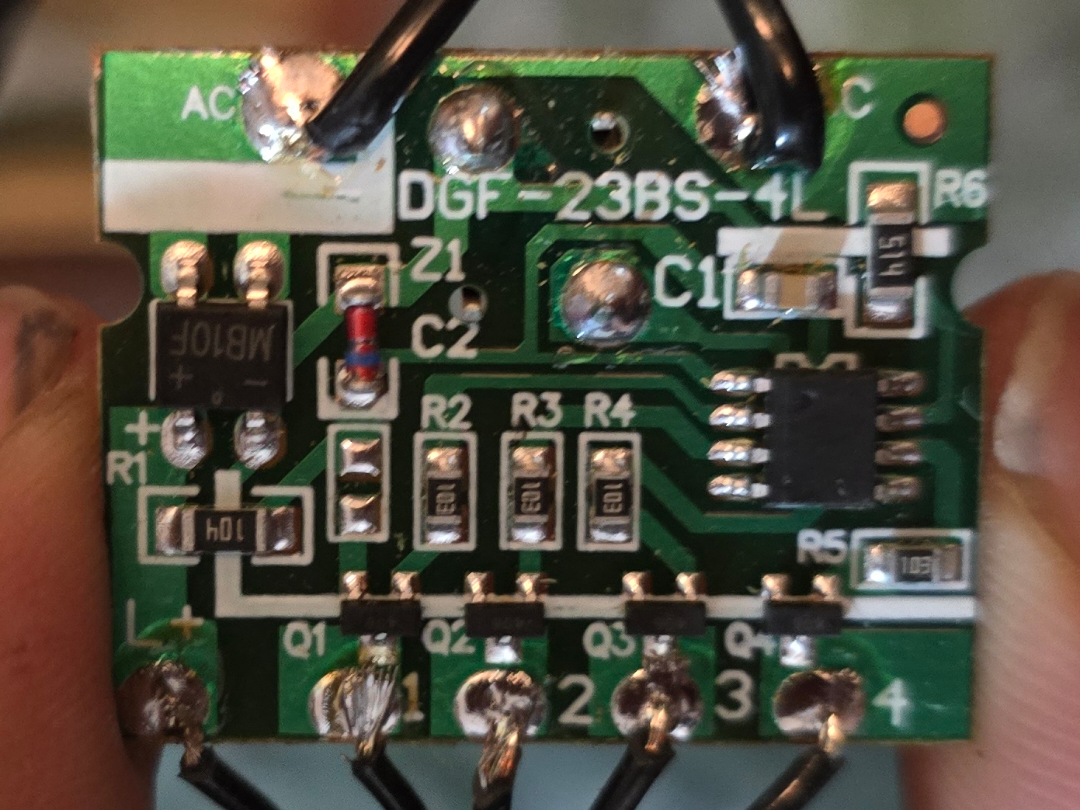 AC
C
DGF-23BS-4L
R6
514
Z1
C1
MB10F
+ -
C2
R2 R3 R4
+
R1
104
103 103 103
R5
103
L+
Q1 Q2 Q3 Q4
1 2 3 4